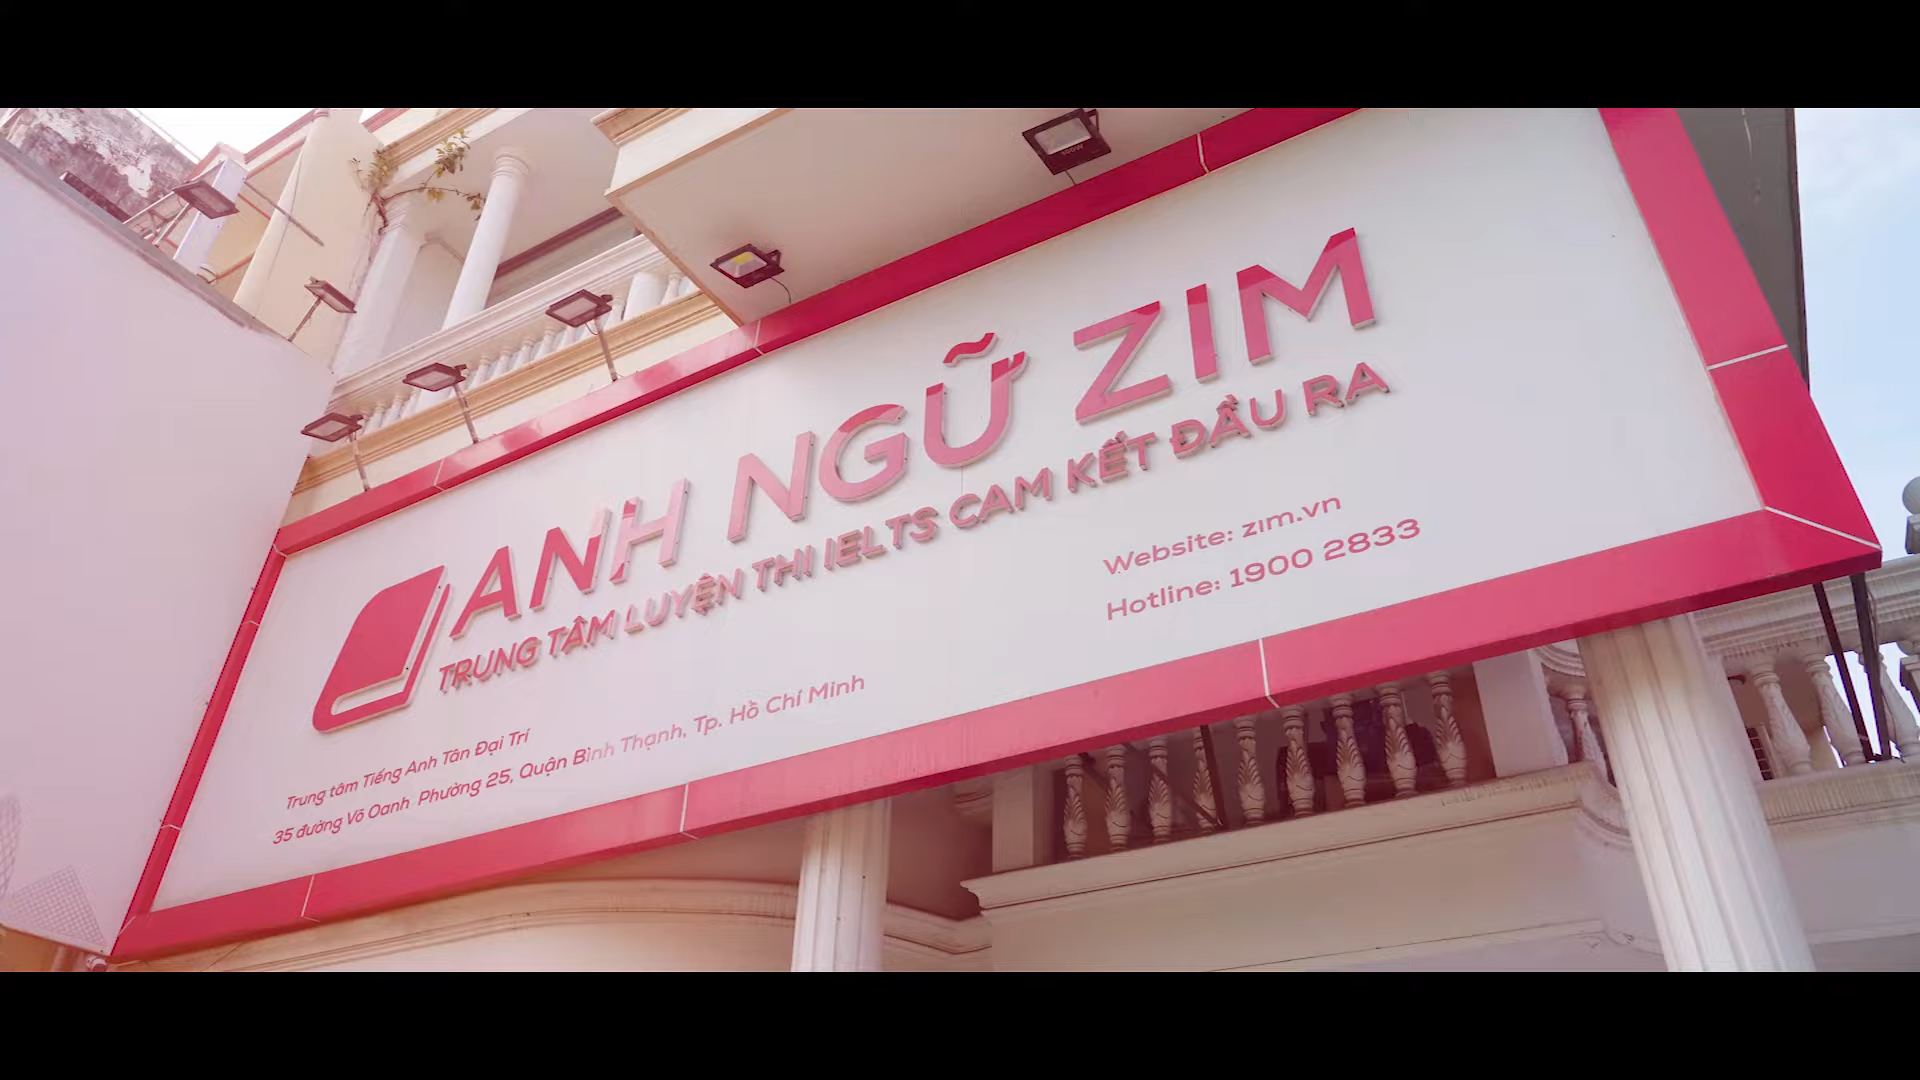 ANH NGỮ ZIM
TRUNG TÂM LUYỆN THI IELTS CAM KẾT ĐẦU RA
Website: zim.vn
Hotline: 1900 2833
Trung tâm Tiếng Anh Tân Đại Trí
35 đường Võ Oanh Phường 25, Quận Bình Thạnh, Tp. Hồ Chí Minh
100W